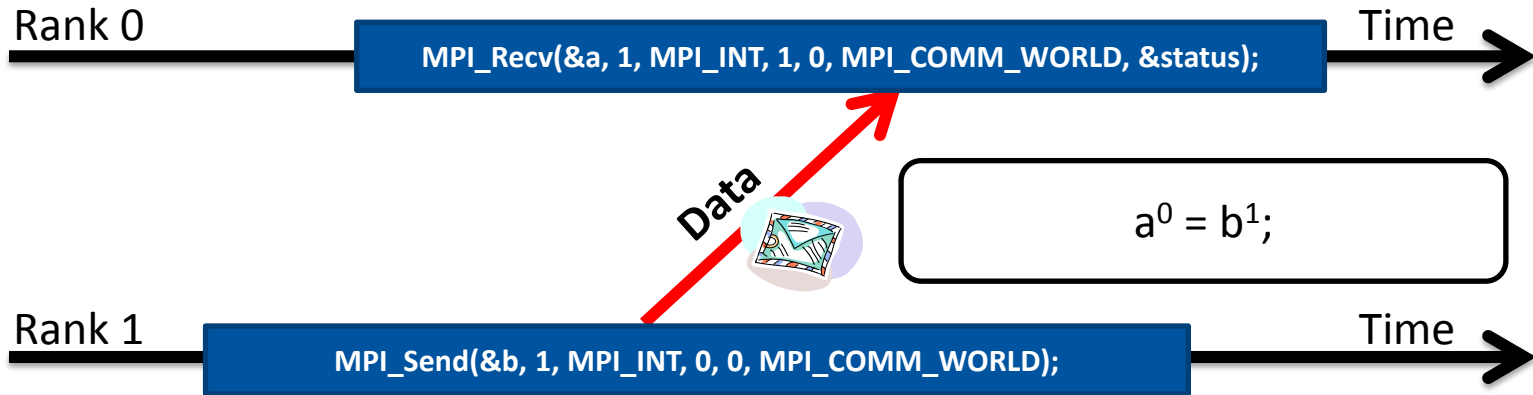 Rank 0
Time
MPI_Recv(&a, 1, MPI_INT, 1, 0, MPI_COMM_WORLD, &status);
Data
a⁰ = b¹;
Rank 1
Time
MPI_Send(&b, 1, MPI_INT, 0, 0, MPI_COMM_WORLD);